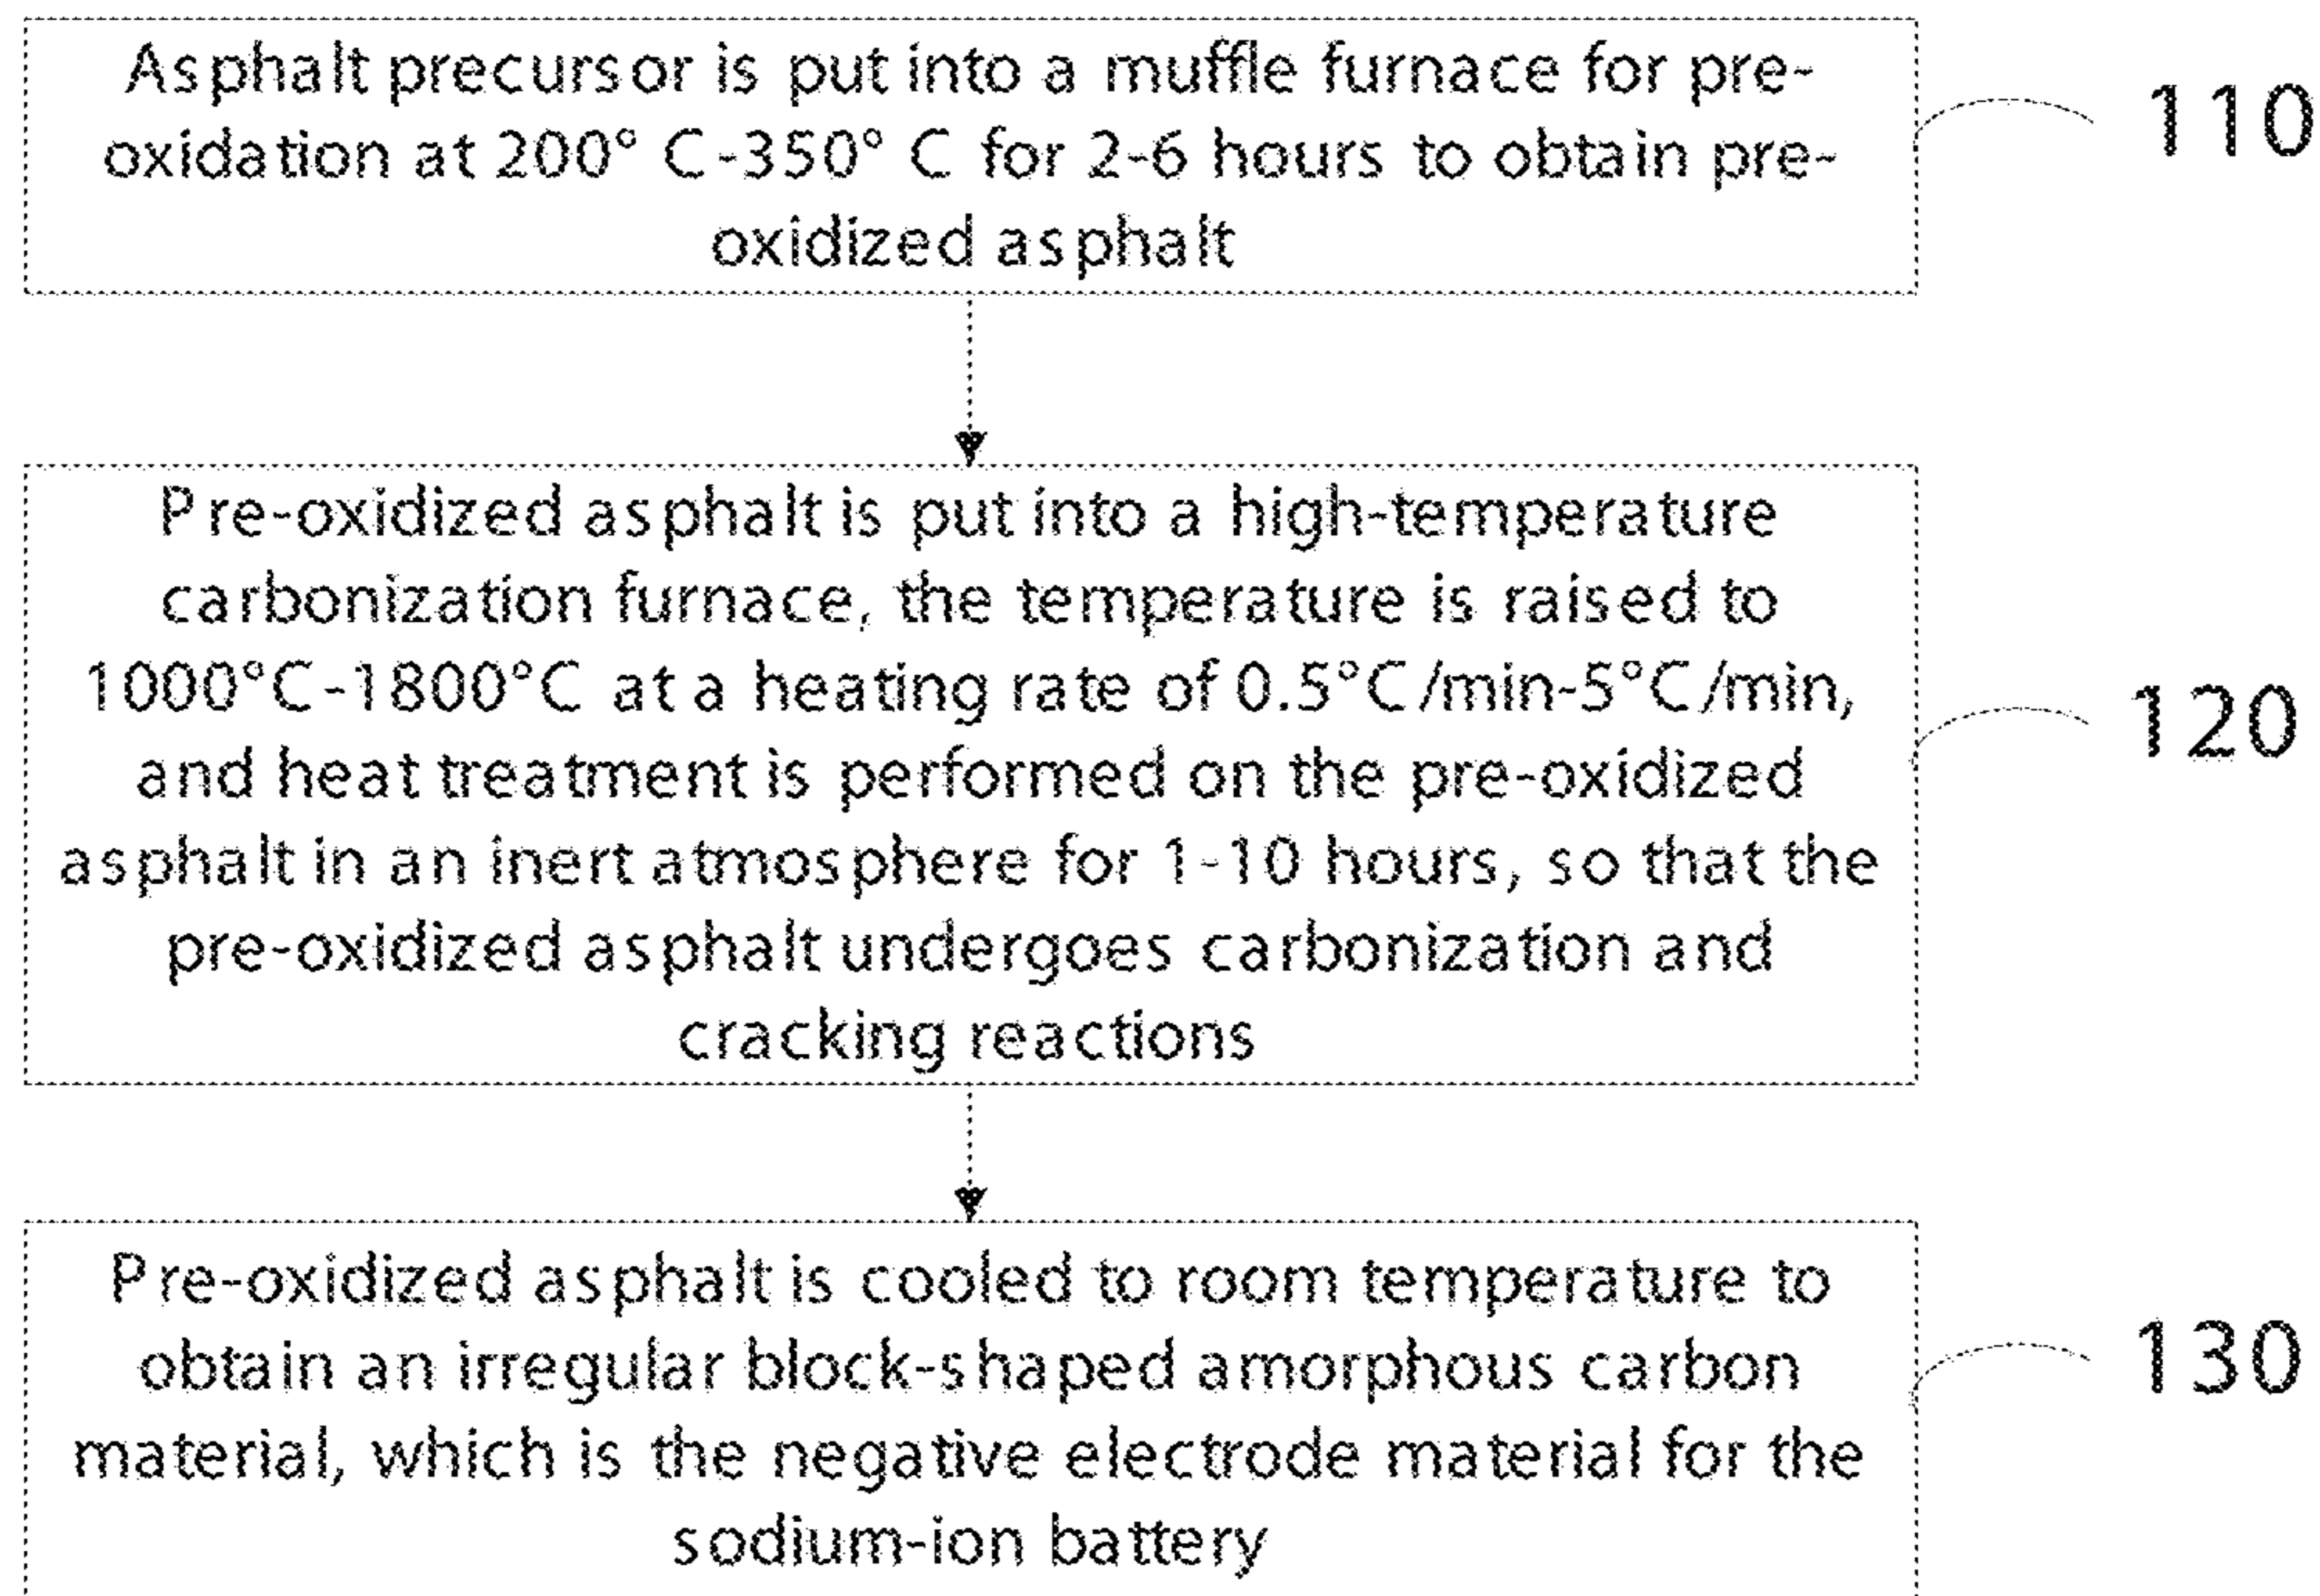 Asphalt precursor is put into a muffle furnace for pre-
oxidation at 200° C-350° C for 2-6 hours to obtain pre-
oxidized asphalt
110
Pre-oxidized asphalt is put into a high-temperature
carbonization furnace, the temperature is raised to
1000°C-1800°C at a heating rate of 0.5°C/min-5°C/min,
and heat treatment is performed on the pre-oxidized
asphalt in an inert atmosphere for 1-10 hours, so that the
pre-oxidized asphalt undergoes carbonization and
cracking reactions
120
Pre-oxidized asphalt is cooled to room temperature to
obtain an irregular block-shaped amorphous carbon
material, which is the negative electrode material for the
sodium-ion battery
130